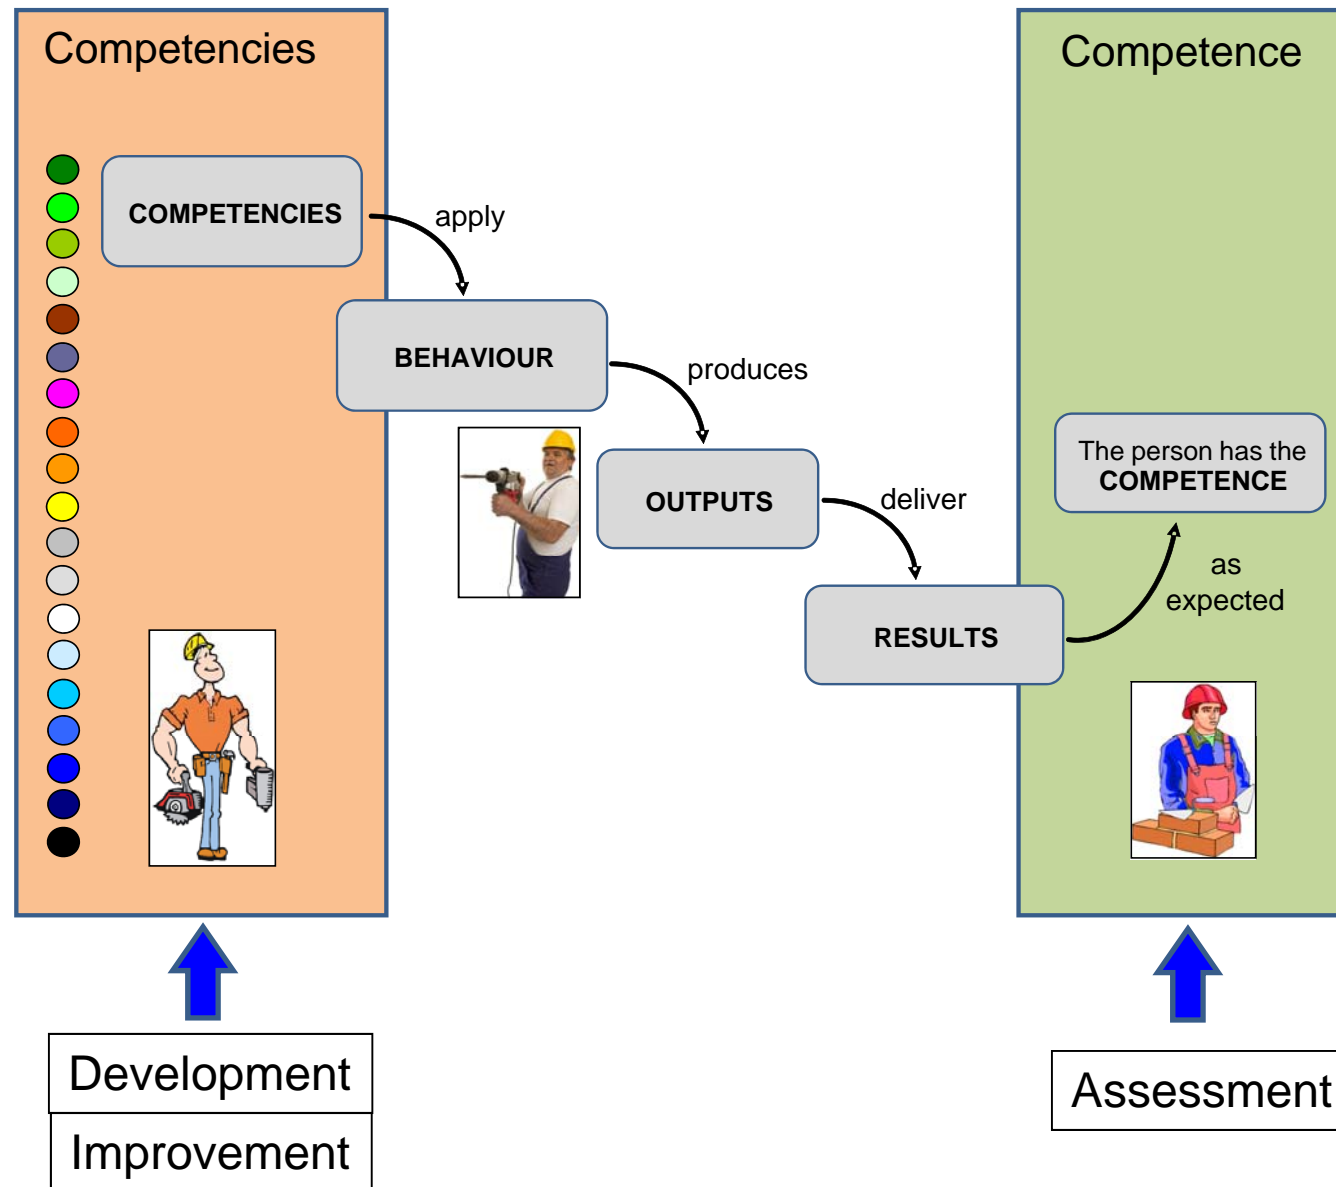 Competencies
Competence
COMPETENCIES
apply
BEHAVIOUR
produces
OUTPUTS
deliver
RESULTS
as
expected
The person has the
COMPETENCE
Development
Improvement
Assessment